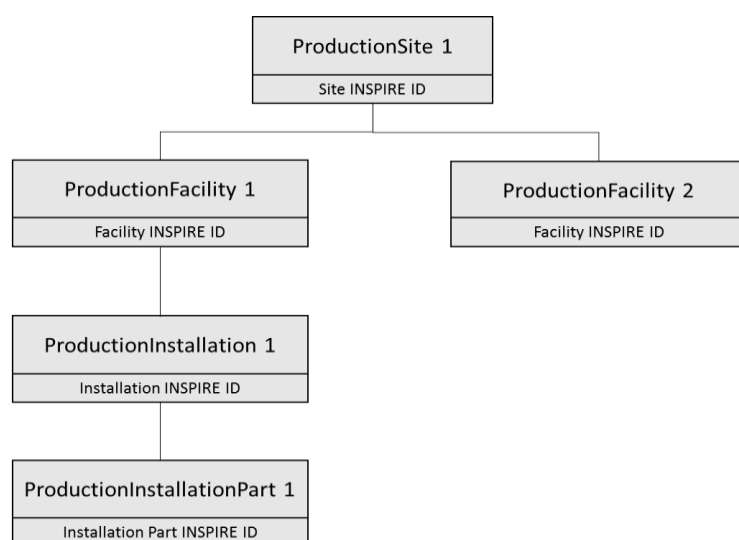 ProductionSite 1
Site INSPIRE ID
ProductionFacility 1
Facility INSPIRE ID
ProductionFacility 2
Facility INSPIRE ID
ProductionInstallation 1
Installation INSPIRE ID
ProductionInstallationPart 1
Installation Part INSPIRE ID